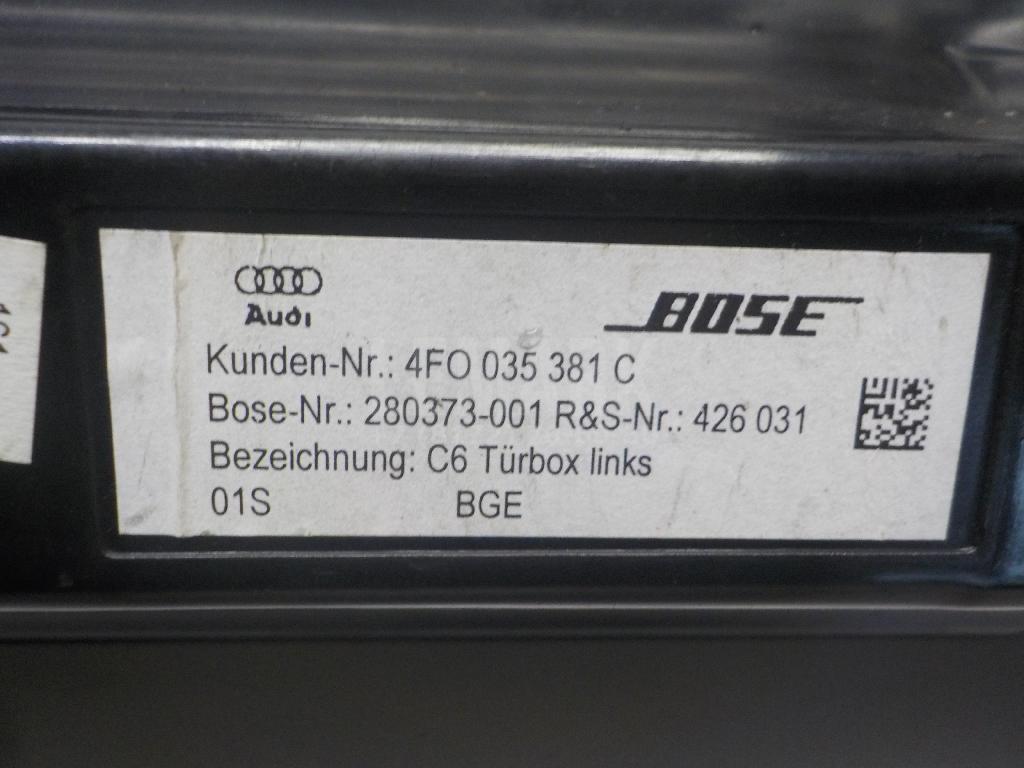 Audi
BOSE
Kunden-Nr.: 4FO 035 381 C
Bose-Nr.: 280373-001 R&S-Nr.: 426 031
Bezeichnung: C6 Türbox links
01S BGE